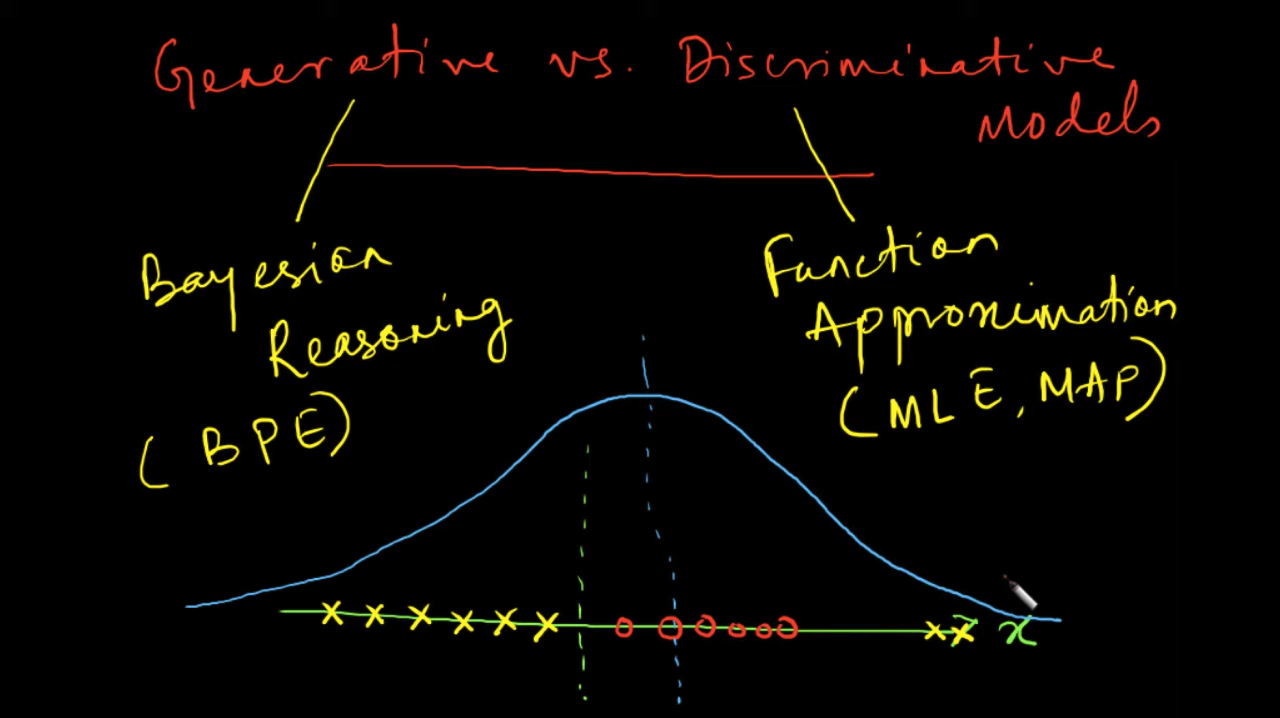 Generative vs. Discriminative
Models
Bayesian
Reasoning
(BPE)
Function
Approximation
(MLE, MAP)
x